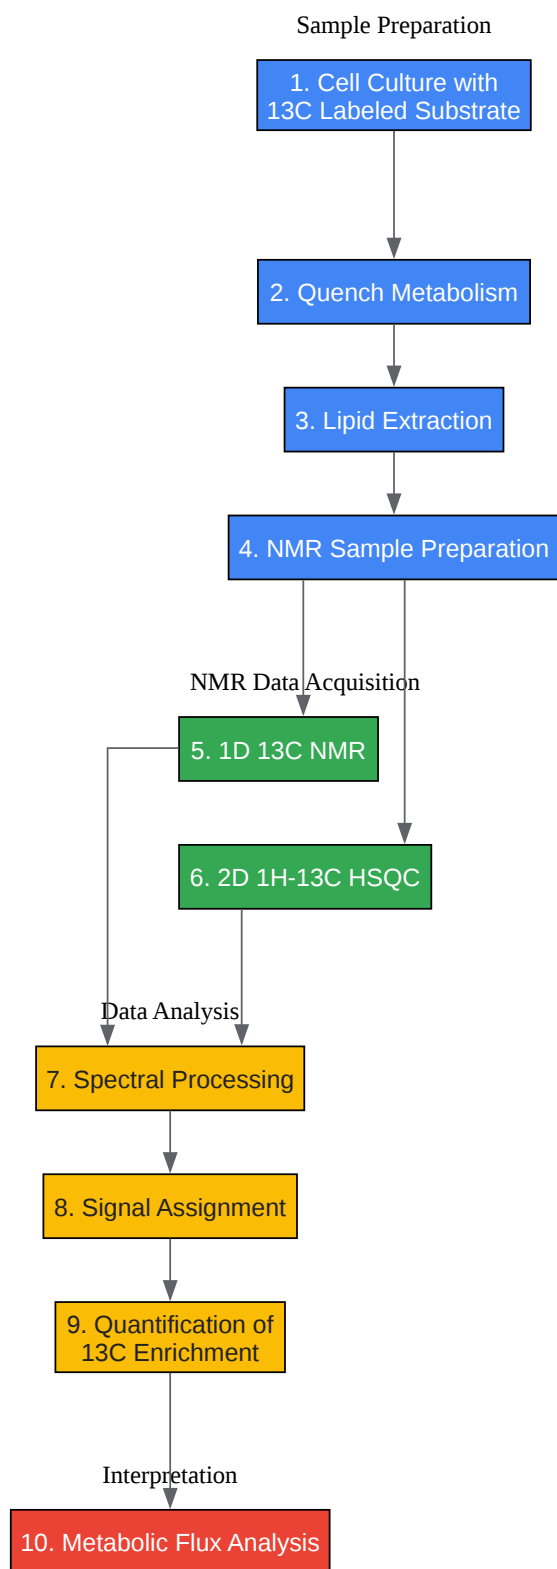 Sample Preparation
1. Cell Culture with
13C Labeled Substrate
2. Quench Metabolism
3. Lipid Extraction
4. NMR Sample Preparation
NMR Data Acquisition
5. 1D 13C NMR
6. 2D 1H-13C HSQC
Data Analysis
7. Spectral Processing
8. Signal Assignment
9. Quantification of
13C Enrichment
Interpretation
10. Metabolic Flux Analysis